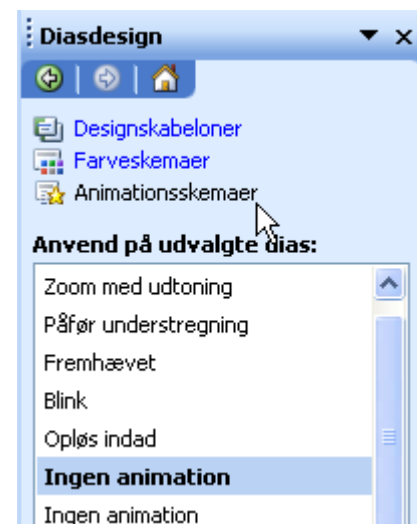 Diasdesign
Designskabeloner
Farveskemaer
Animationsskemaer
Anvend på udvalgte dias:
Zoom med udtoning
Påfør understregning
Fremhævet
Blink
Opløs indad
Ingen animation
Ingen animation